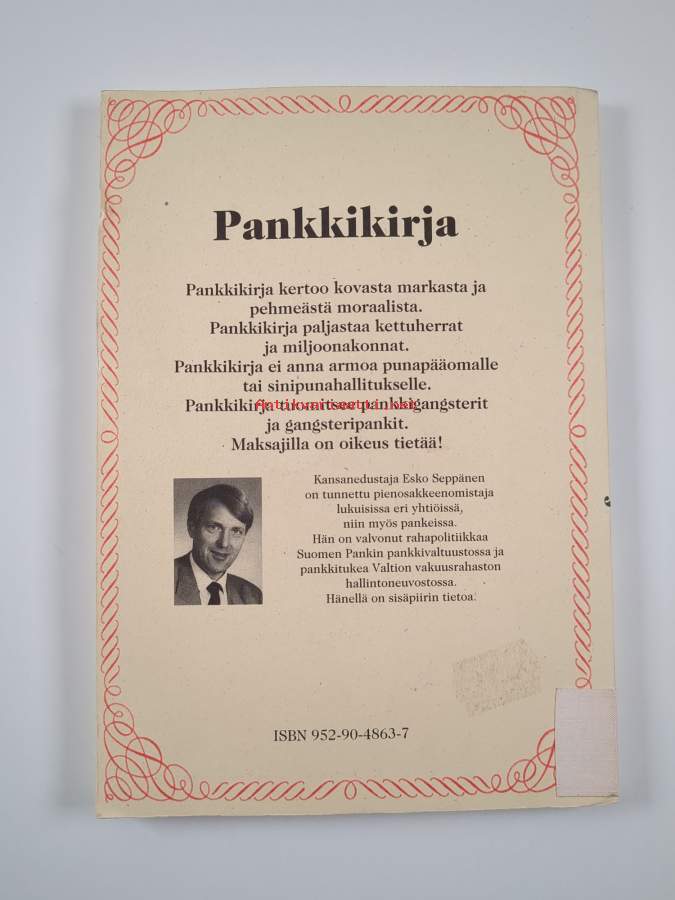 Pankkikirja
Pankkikirja kertoo kovasta markasta ja
pehmeästä moraalista.
Pankkikirja paljastaa kettuherrat
ja miljoonakonnat.
Pankkikirja ei anna armoa punapääomalle
tai sinipunahallitukselle.
Pankkikirja tuomitsee pankkigangsterit
ja gangsteripankit.
Maksajilla on oikeus tietää!
Kansanedustaja Esko Seppänen
on tunnettu pienosakkeenomistaja
lukuisissa eri yhtiöissä,
niin myös pankeissa.
Hän on valvonut rahapolitiikkaa
Suomen Pankin pankkivaltuustossa ja
pankkitukea Valtion vakuusrahaston
hallintoneuvostossa.
Hänellä on sisäpiirin tietoa.
ISBN 952-90-4863-7